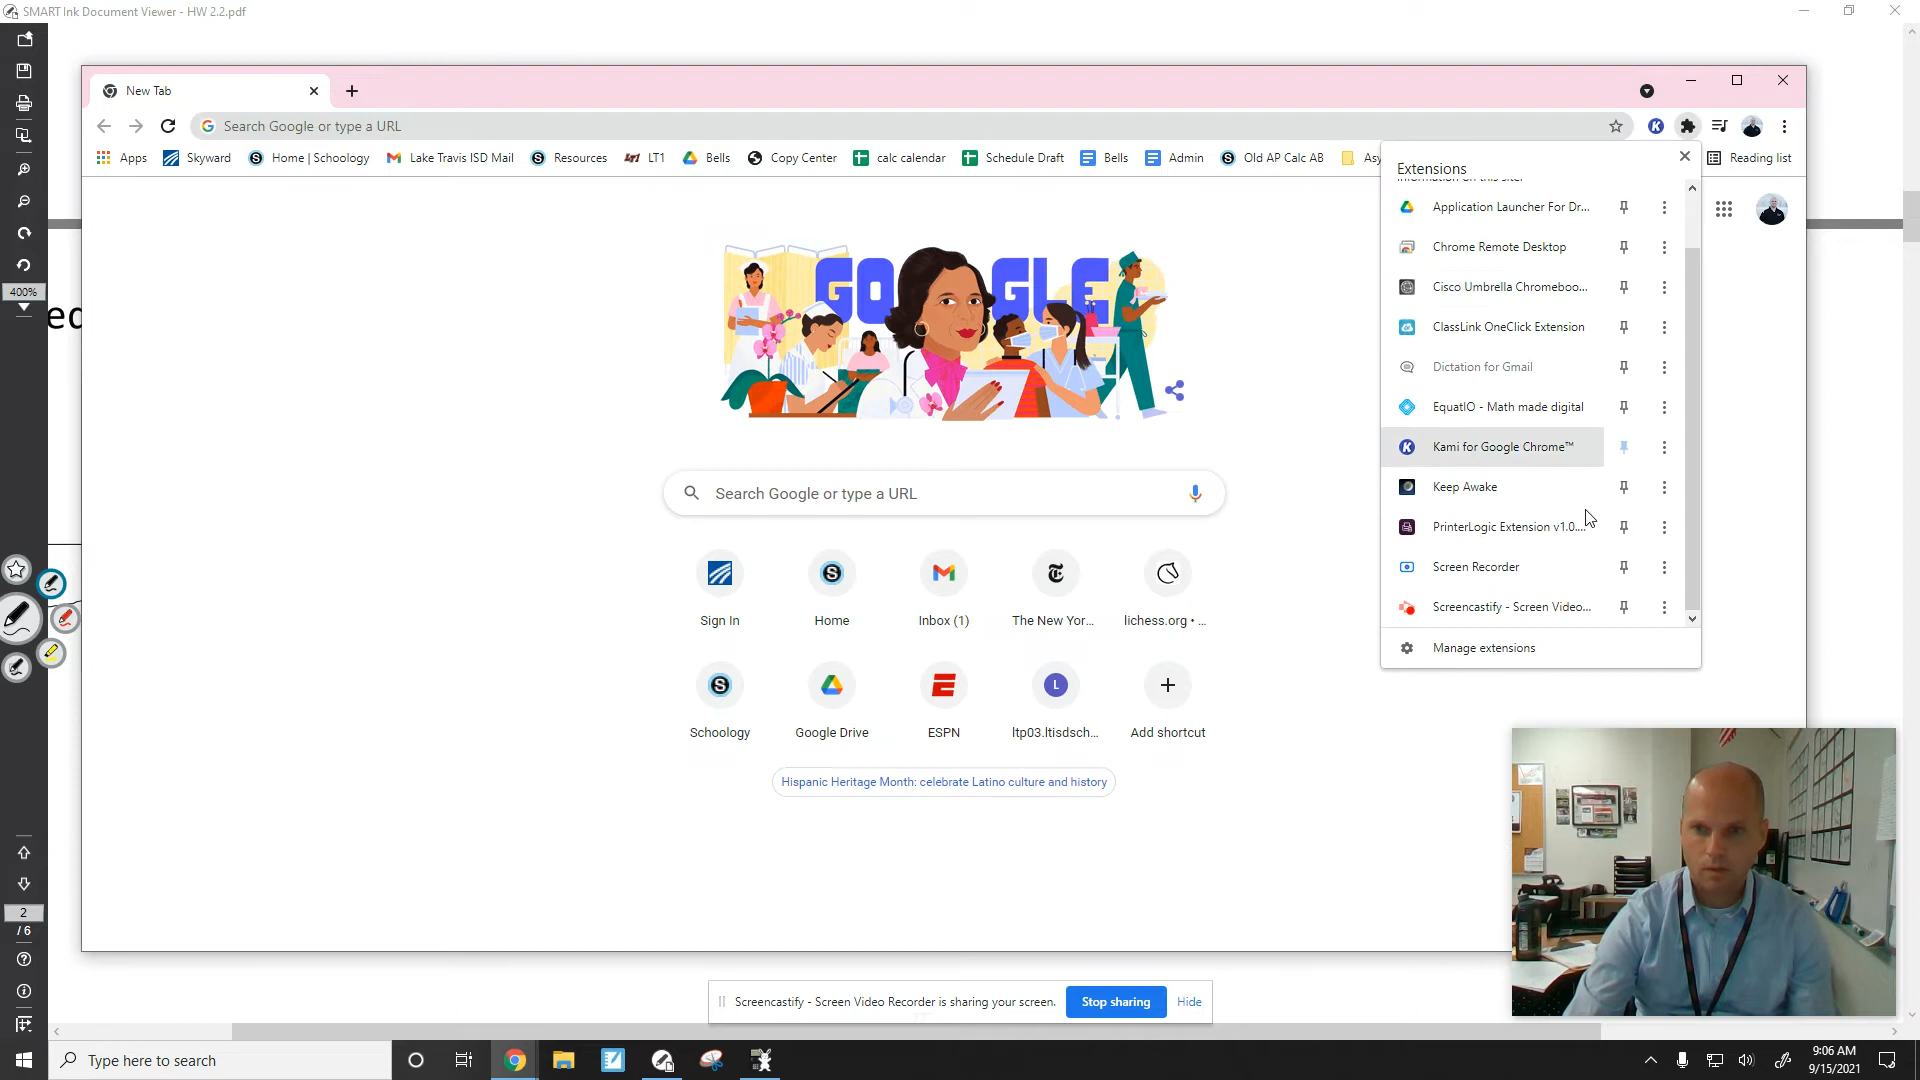 SMART Ink Document Viewer - HW 2.2.pdf
New Tab
Search Google or type a URL
Apps
Skyward
Home | Schoology
Lake Travis ISD Mail
Resources
LT1
Bells
Copy Center
calc calendar
Schedule Draft
Bells
Admin
Old AP Calc AB
Asy
Reading list
Extensions
Application Launcher For Dr...
Chrome Remote Desktop
Cisco Umbrella Chromeboo...
ClassLink OneClick Extension
Dictation for Gmail
EquatIO - Math made digital
Kami for Google Chrome™
Keep Awake
PrinterLogic Extension v1.0....
Screen Recorder
Screencastify - Screen Video...
Manage extensions
400%
ed
GOOGLE
Search Google or type a URL
Sign In
Home
Inbox (1)
The New Yor...
lichess.org • ...
Schoology
Google Drive
ESPN
L
ltp03.ltisdsch...
Add shortcut
Hispanic Heritage Month: celebrate Latino culture and history
2
/ 6
Screencastify - Screen Video Recorder is sharing your screen.
Stop sharing
Hide
Type here to search
9:06 AM
9/15/2021